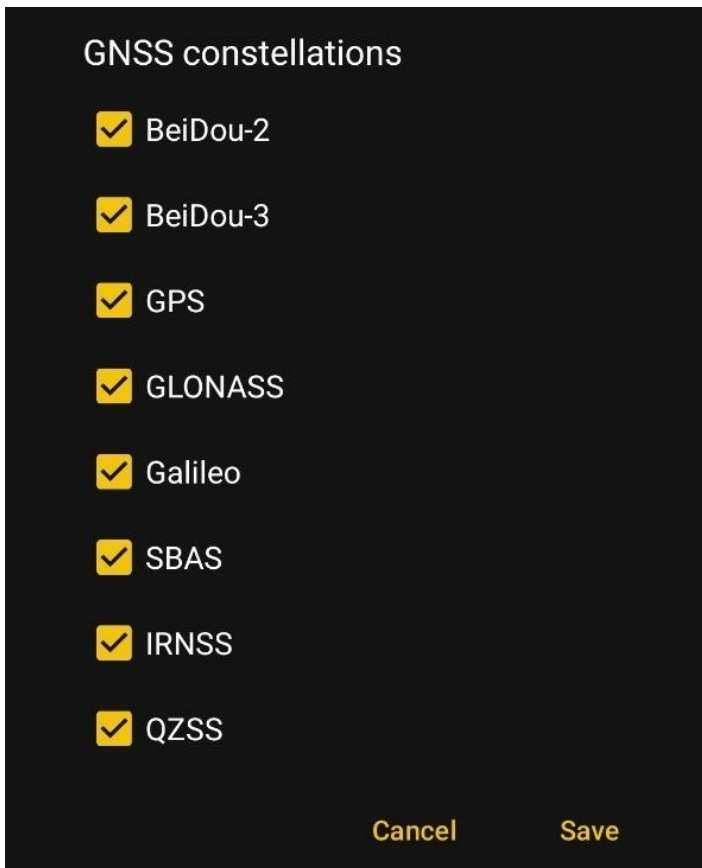 GNSS constellations
BeiDou-2
BeiDou-3
GPS
GLONASS
Galileo
SBAS
IRNSS
QZSS
Cancel Save